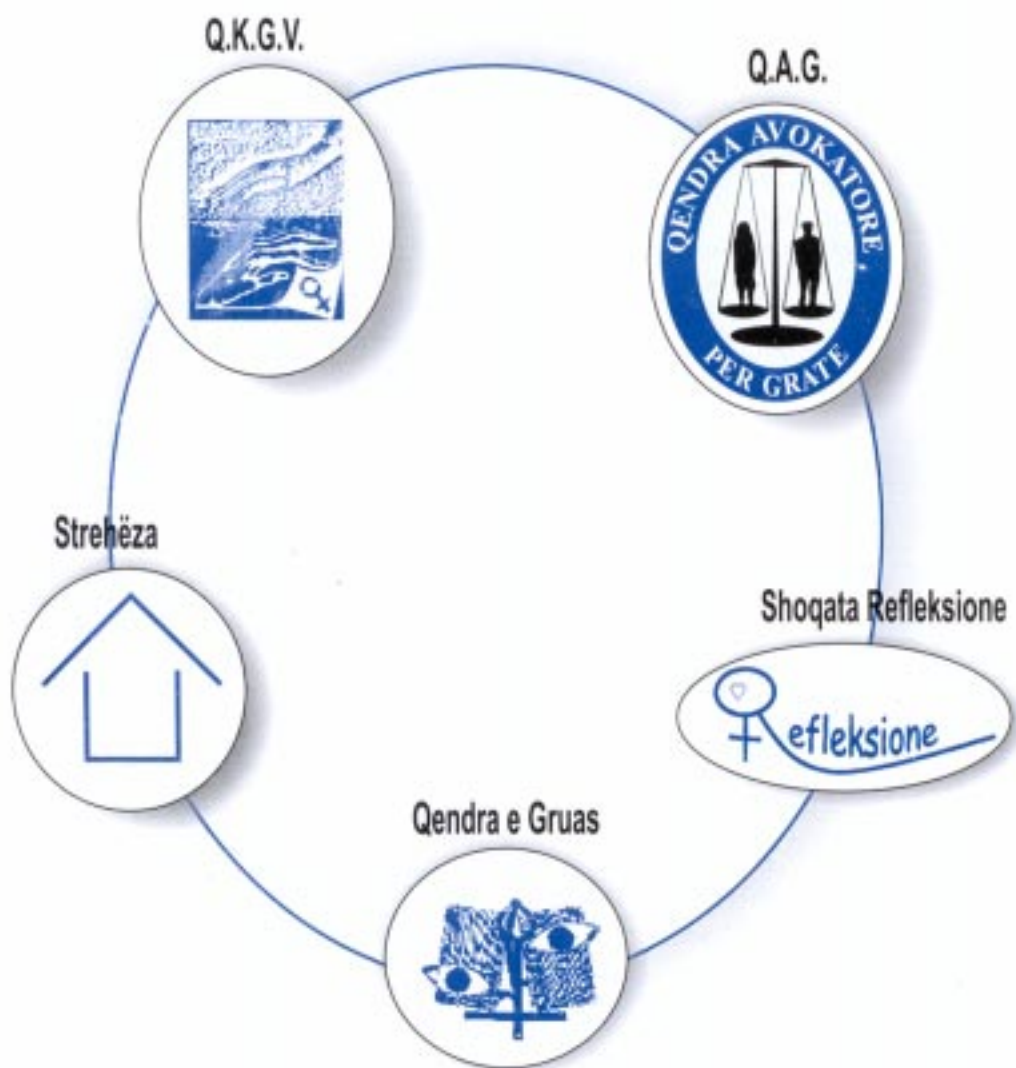 Q.K.G.V.
Q.A.G.
QENDRA AVOKATORE,
PER GRATE
Strehëza
Shoqata Refleksione
efleksione
Qendra e Gruas